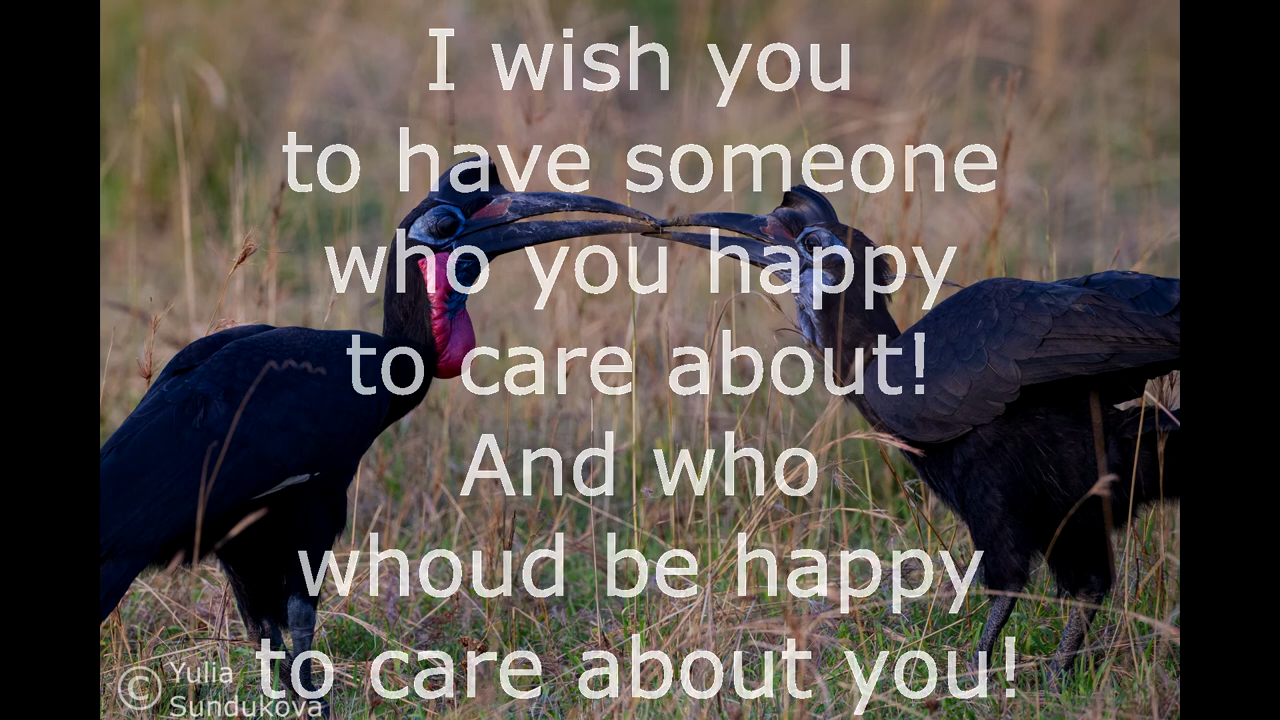 I wish you
to have someone
who you happy
to care about!
And who
whoud be happy
to care about you!
© Yulia
Sundukova